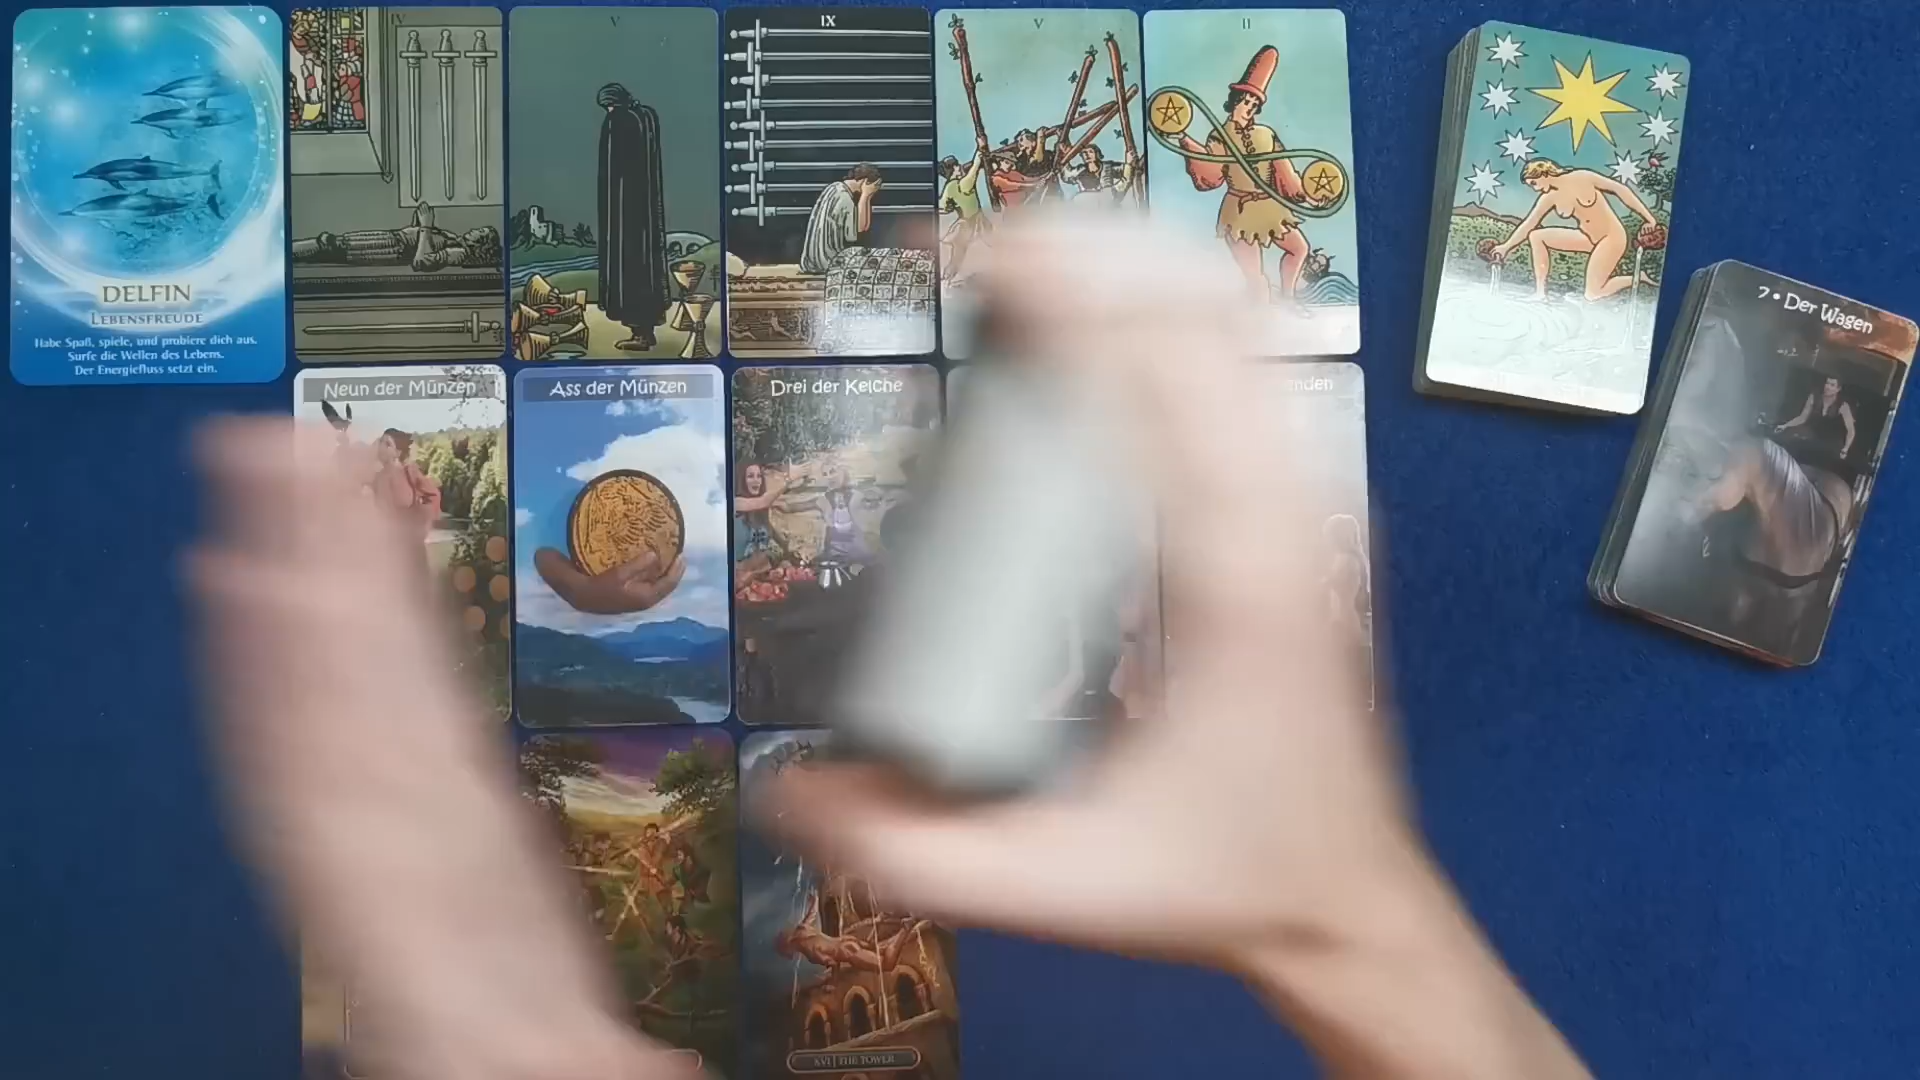 IV
V
IX
V
II
DELFIN
LEBENSFREUDE
Habe Spaß, spiele, und probiere dich aus.
Surfe die Wellen des Lebens.
Der Energiefluss setzt ein.
7 • Der Wagen
Neun der Münzen
Ass der Münzen
Drei der Kelche
XVI | THE TOWER